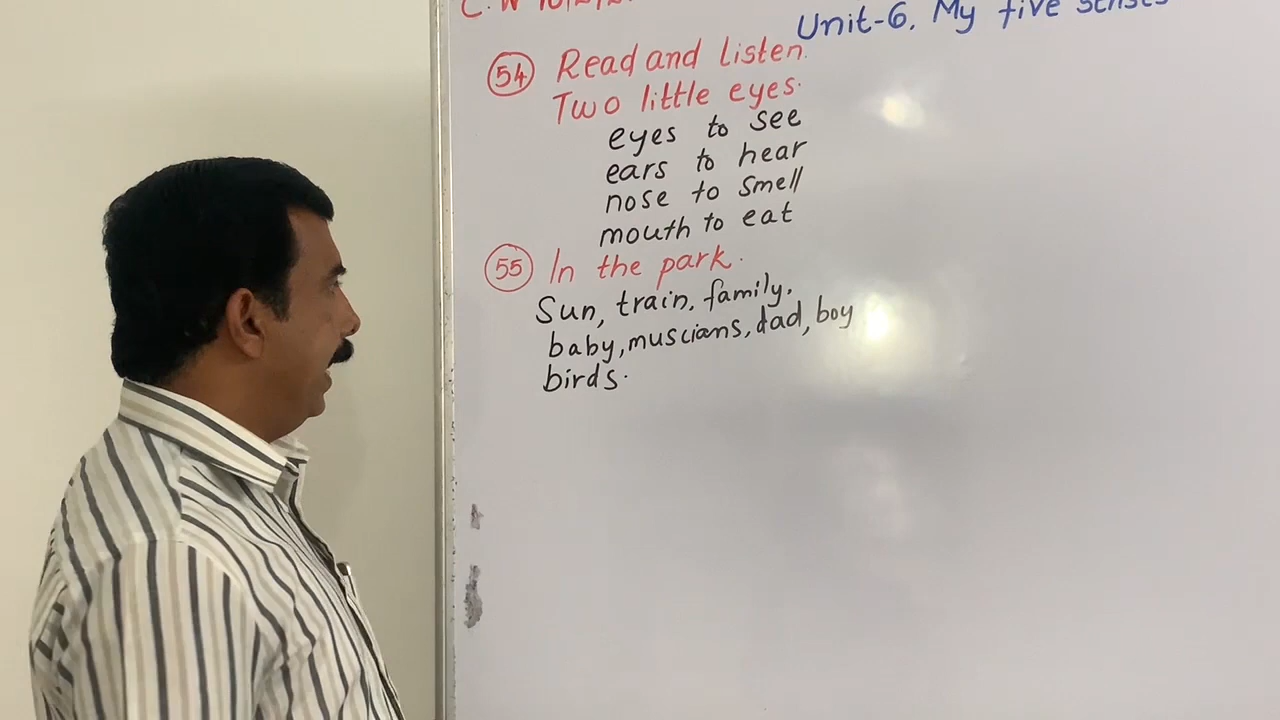 C.W
Unit-6. My five senses
54 Read and listen.
Two little eyes.
eyes to see
ears to hear
nose to smell
mouth to eat
55 In the park.
Sun, train, family,
baby, muscians, dad, boy
birds.